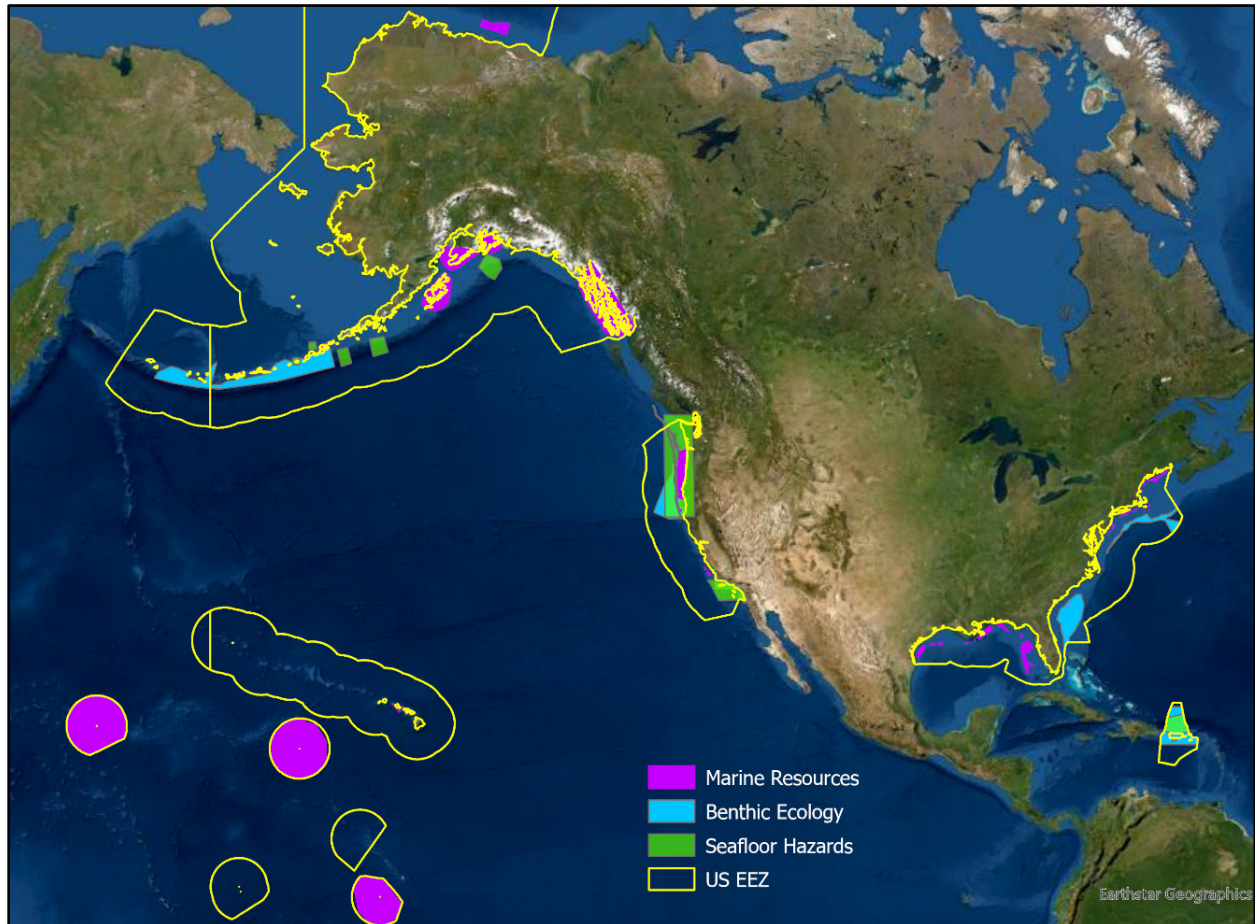 Marine Resources
Benthic Ecology
Seafloor Hazards
US EEZ
Earthstar Geographics